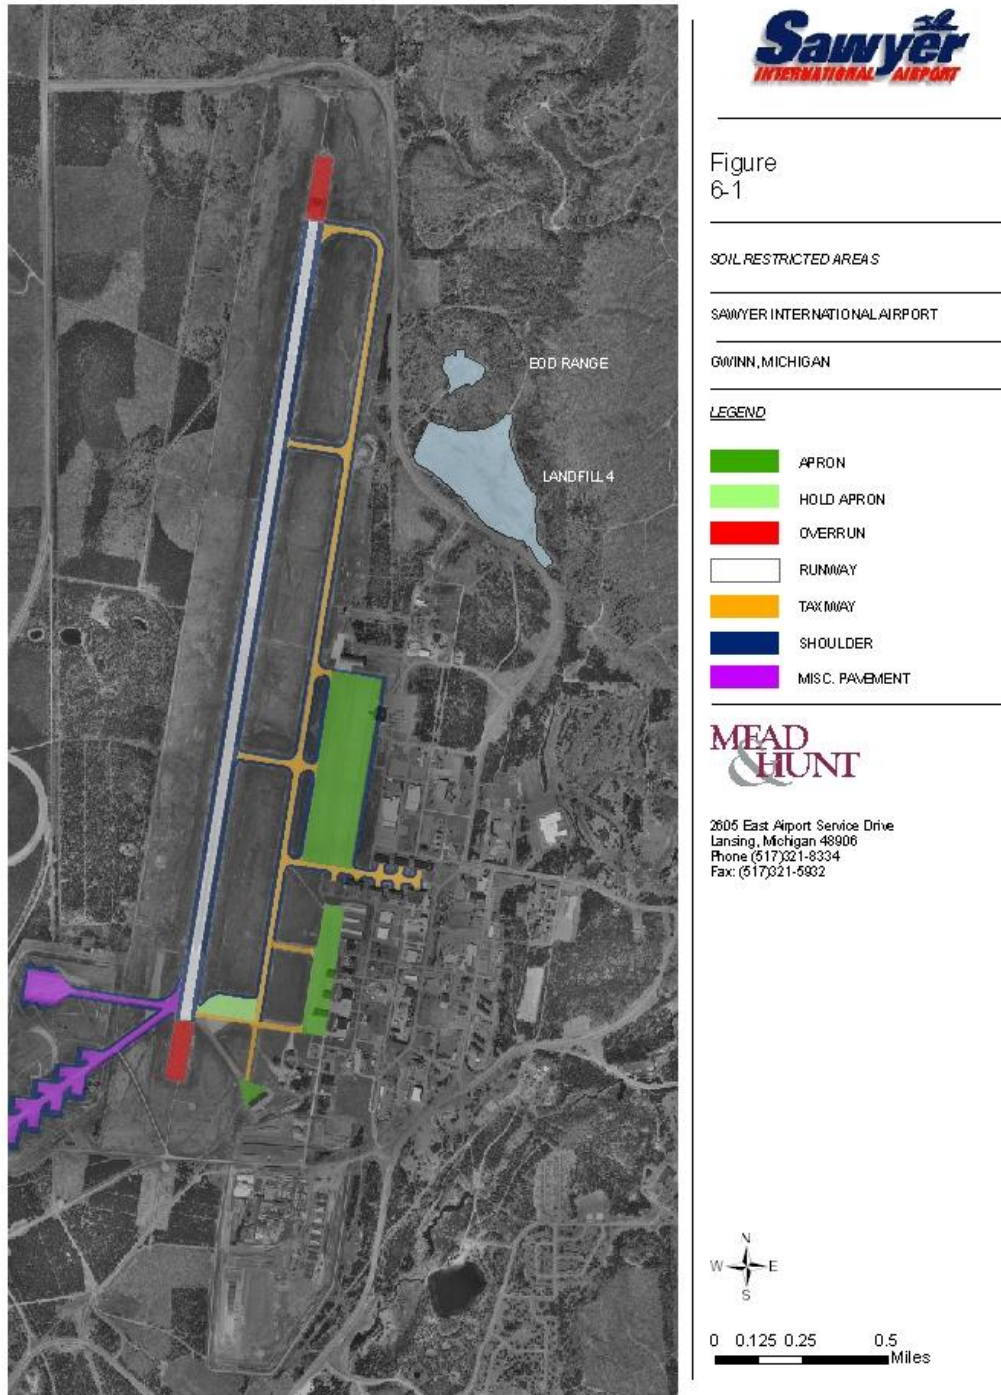 Sawyer
INTERNATIONAL AIRPORT
Figure
6-1
SOIL RESTRICTED AREAS
SAWYER INTERNATIONAL AIRPORT
GWINN, MICHIGAN
LEGEND
APRON
HOLD APRON
OVERRUN
RUNWAY
TAXIWAY
SHOULDER
MISC. PAVEMENT
EOD RANGE
LANDFILL 4
MEAD
& HUNT
2605 East Airport Service Drive
Lansing, Michigan 48906
Phone (517)321-8334
Fax: (517)321-5932
N
W E
S
0 0.125 0.25 0.5
Miles